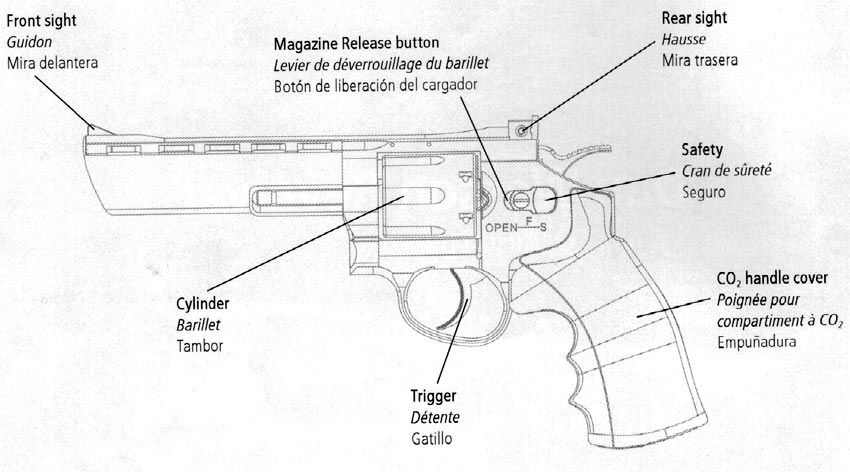 Front sight
Guidon
Mira delantera
Magazine Release button
Levier de déverrouillage du barillet
Botón de liberación del cargador
Rear sight
Hausse
Mira trasera
Safety
Cran de sûreté
Seguro
OPEN F S
CO₂ handle cover
Poignée pour
compartiment à CO₂
Empuñadura
Cylinder
Barillet
Tambor
Trigger
Détente
Gatillo